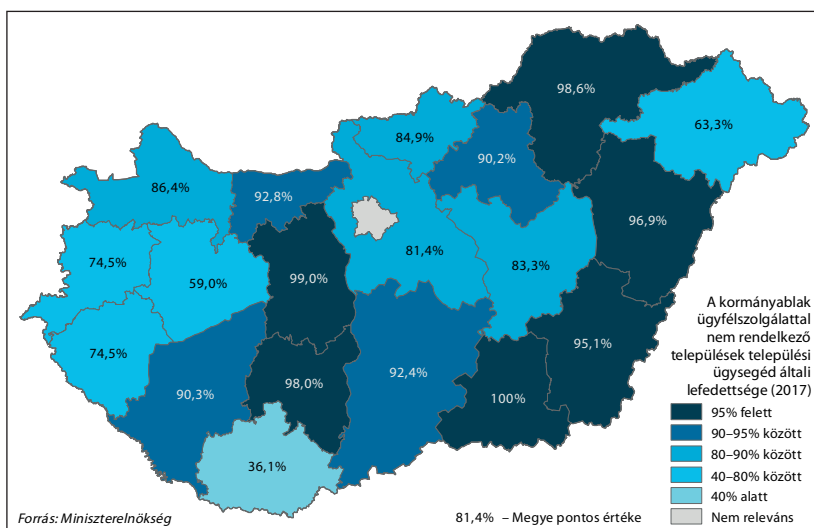 98,6%
63,3%
84,9%
90,2%
86,4%
92,8%
96,9%
74,5%
81,4%
83,3%
59,0%
99,0%
74,5%
95,1%
90,3%
98,0%
92,4%
100%
36,1%
A kormányablak
ügyfélszolgálattal
nem rendelkező
települések települési
ügysegéd általi
lefedettsége (2017)
95% felett
90–95% között
80–90% között
40–80% között
40% alatt
Nem releváns
81,4% – Megye pontos értéke
Forrás: Miniszterelnökség